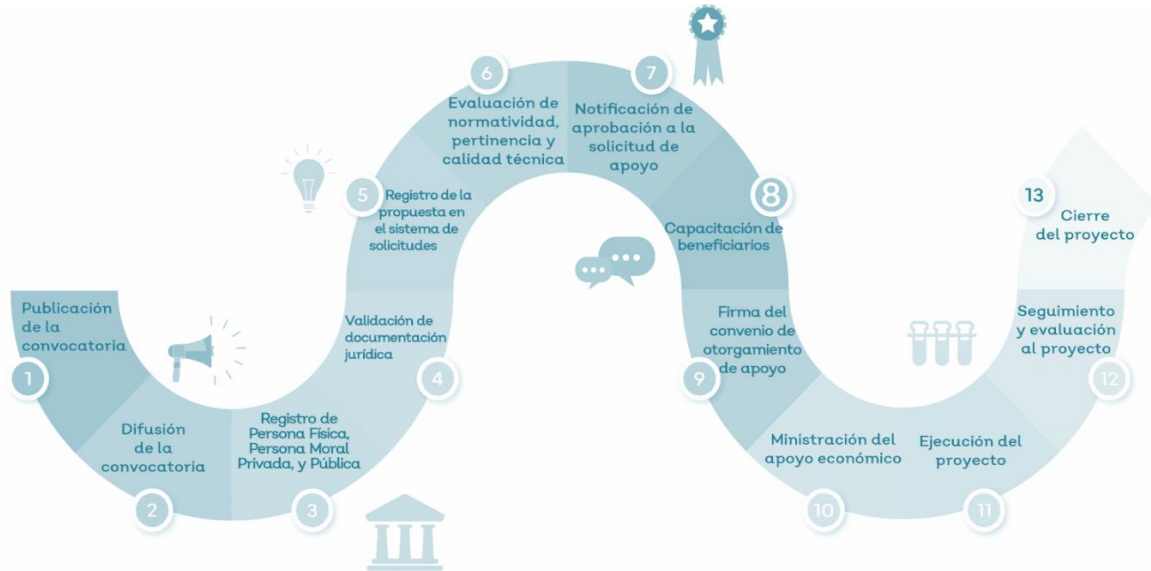 1
Publicación
de la
convocatoria
2
Difusión
de la
convocatoria
3
Registro de
Persona Física,
Persona Moral
Privada, y Pública
4
Validación de
documentación
jurídica
5
Registro de la
propuesta en
el sistema de
solicitudes
6
Evaluación de
normatividad,
pertinencia y
calidad técnica
7
Notificación de
aprobación a la
solicitud de
apoyo
8
Capacitación de
beneficiarios
9
Firma del
convenio de
otorgamiento
de apoyo
10
Ministración del
apoyo económico
11
Ejecución del
proyecto
12
Seguimiento
y evaluación
al proyecto
13
Cierre
del proyecto